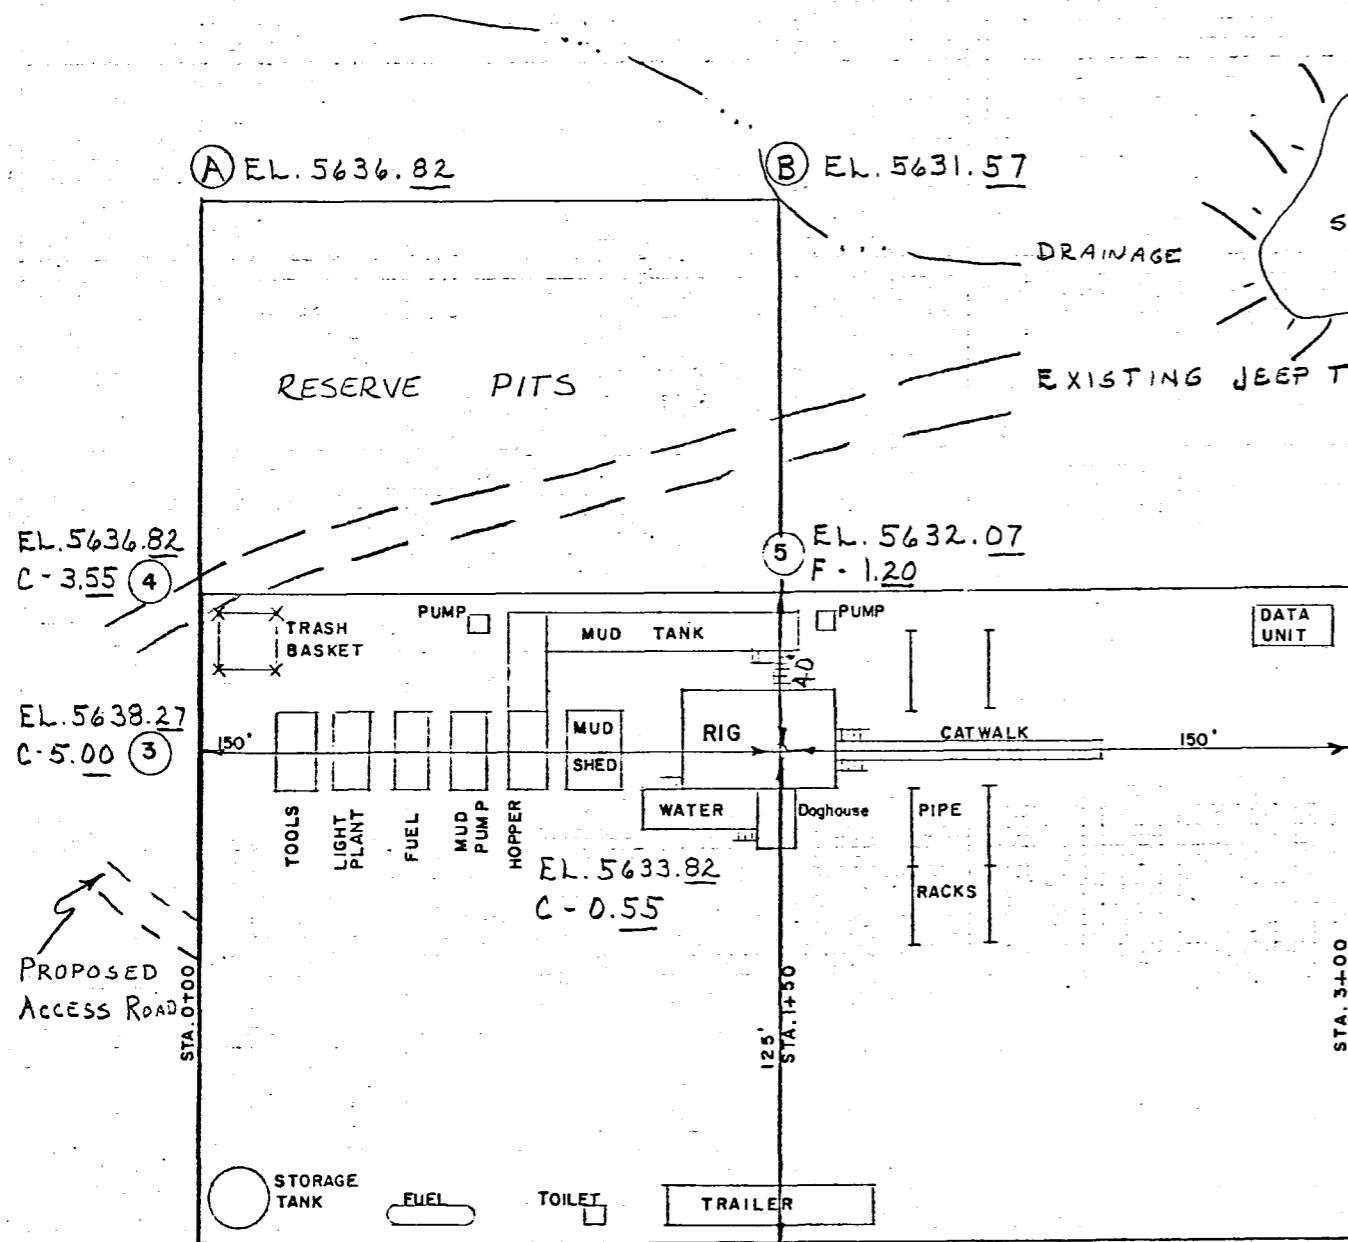 A EL. 5636.82
B EL. 5631.57
S
DRAINAGE
RESERVE PITS
EXISTING JEEP T
EL. 5636.82
C-3.55 4
5 EL. 5632.07
F-1.20
TRASH
BASKET
PUMP
MUD TANK
PUMP
DATA
UNIT
40'
EL. 5638.27
C-5.00 3
150'
MUD
SHED
RIG
CATWALK
150'
TOOLS
LIGHT
PLANT
FUEL
MUD
PUMP
HOPPER
WATER
Doghouse
PIPE
RACKS
EL. 5633.82
C-0.55
PROPOSED
ACCESS ROAD
STA. 0+00
125'
STA. 1+50
STA. 3+00
STORAGE
TANK
FUEL
TOILET
TRAILER